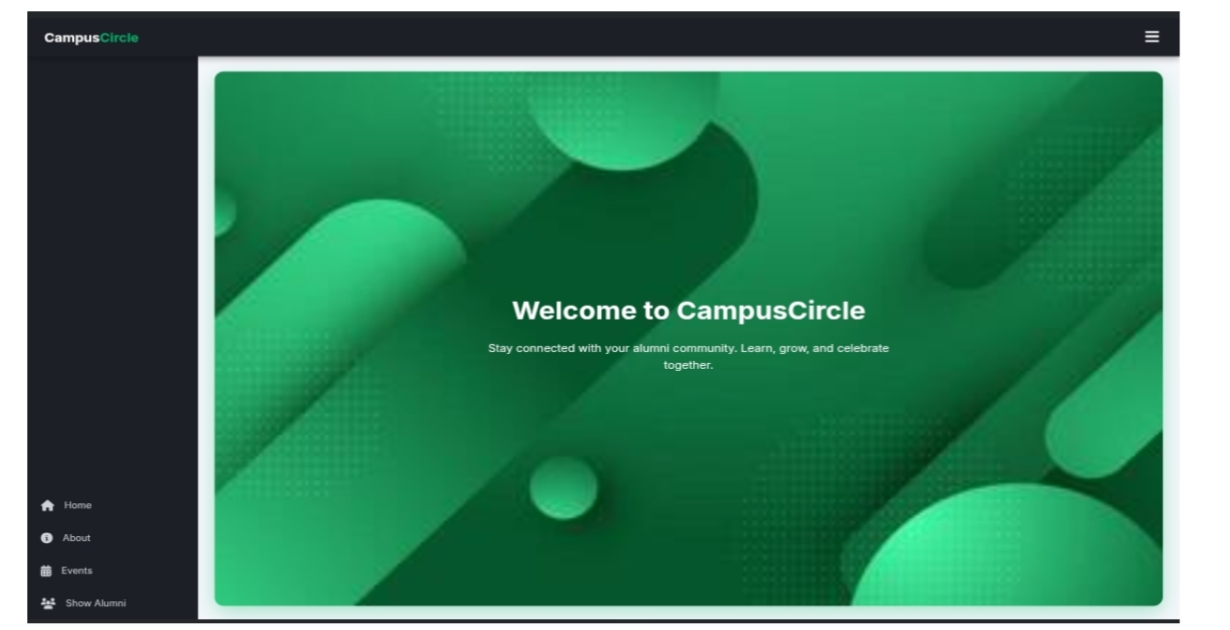 CampusCircle
Welcome to CampusCircle
Stay connected with your alumni community. Learn, grow, and celebrate
together.
Home
About
Events
Show Alumni